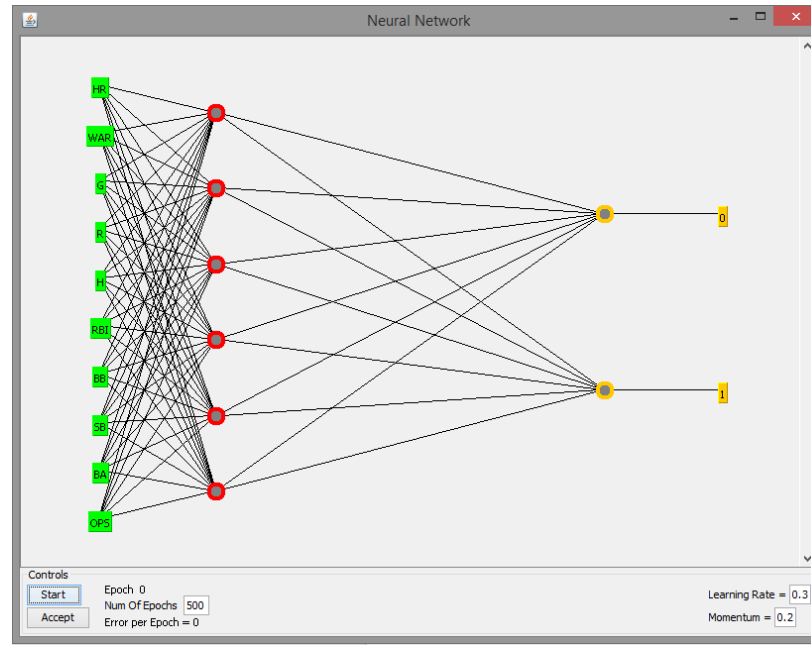 Neural Network
HR
WAR
G
R
H
RBI
BB
SB
BA
OPS
0
1
Controls
Start
Accept
Epoch 0
Num Of Epochs 500
Error per Epoch = 0
Learning Rate = 0.3
Momentum = 0.2